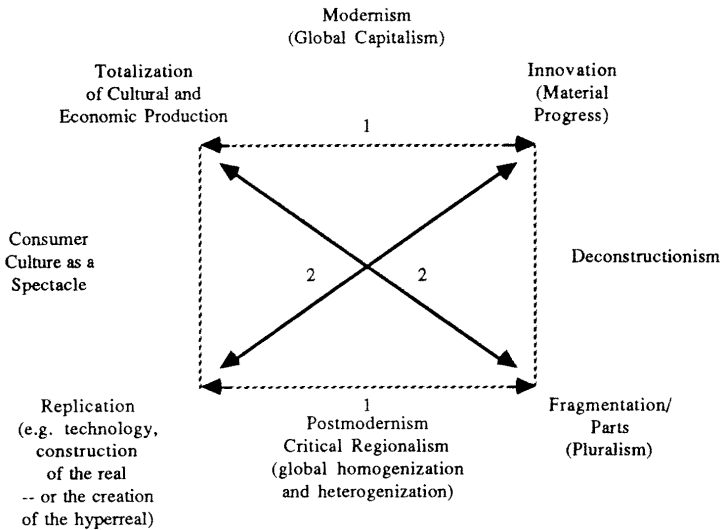 Modernism
(Global Capitalism)
Totalization
of Cultural and
Economic Production
Innovation
(Material
Progress)
1
Consumer
Culture as a
Spectacle
2
2
Deconstructionism
1
Replication
(e.g. technology,
construction
of the real
-- or the creation
of the hyperreal)
Postmodernism
Critical Regionalism
(global homogenization
and heterogenization)
Fragmentation/
Parts
(Pluralism)